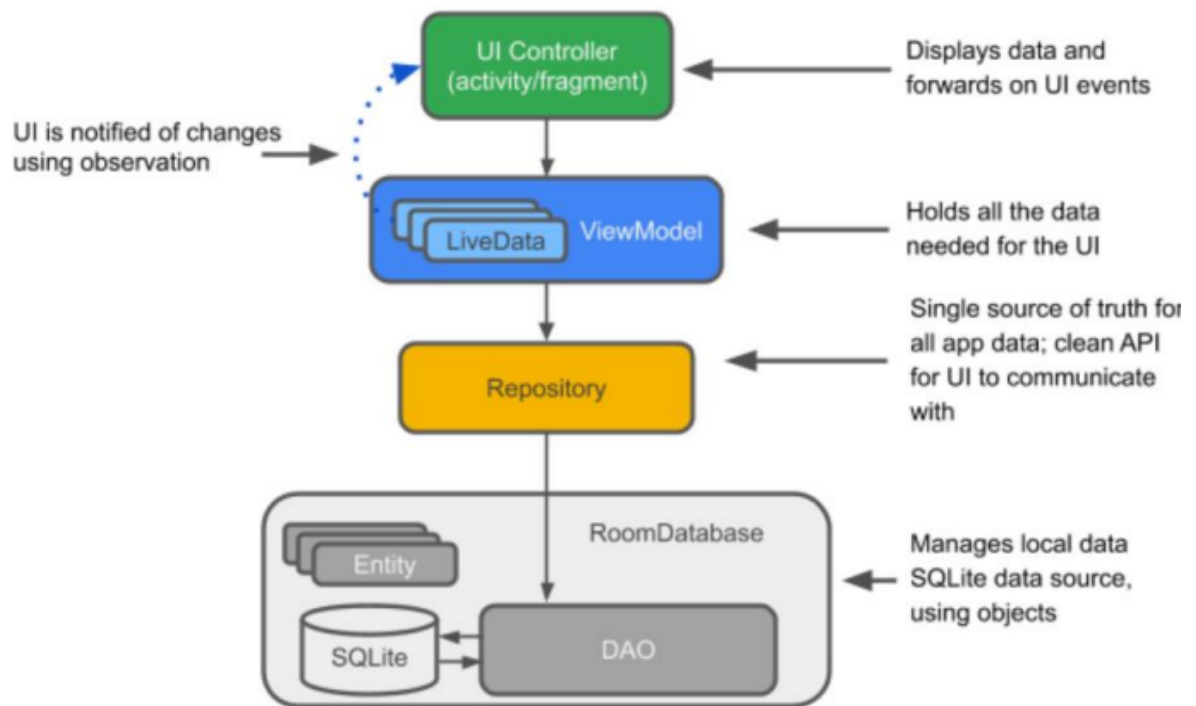 UI Controller
(activity/fragment)
Displays data and
forwards on UI events
UI is notified of changes
using observation
LiveData
ViewModel
Holds all the data
needed for the UI
Single source of truth for
all app data; clean API
for UI to communicate
with
Repository
RoomDatabase
Entity
Manages local data
SQLite data source,
using objects
SQLite
DAO